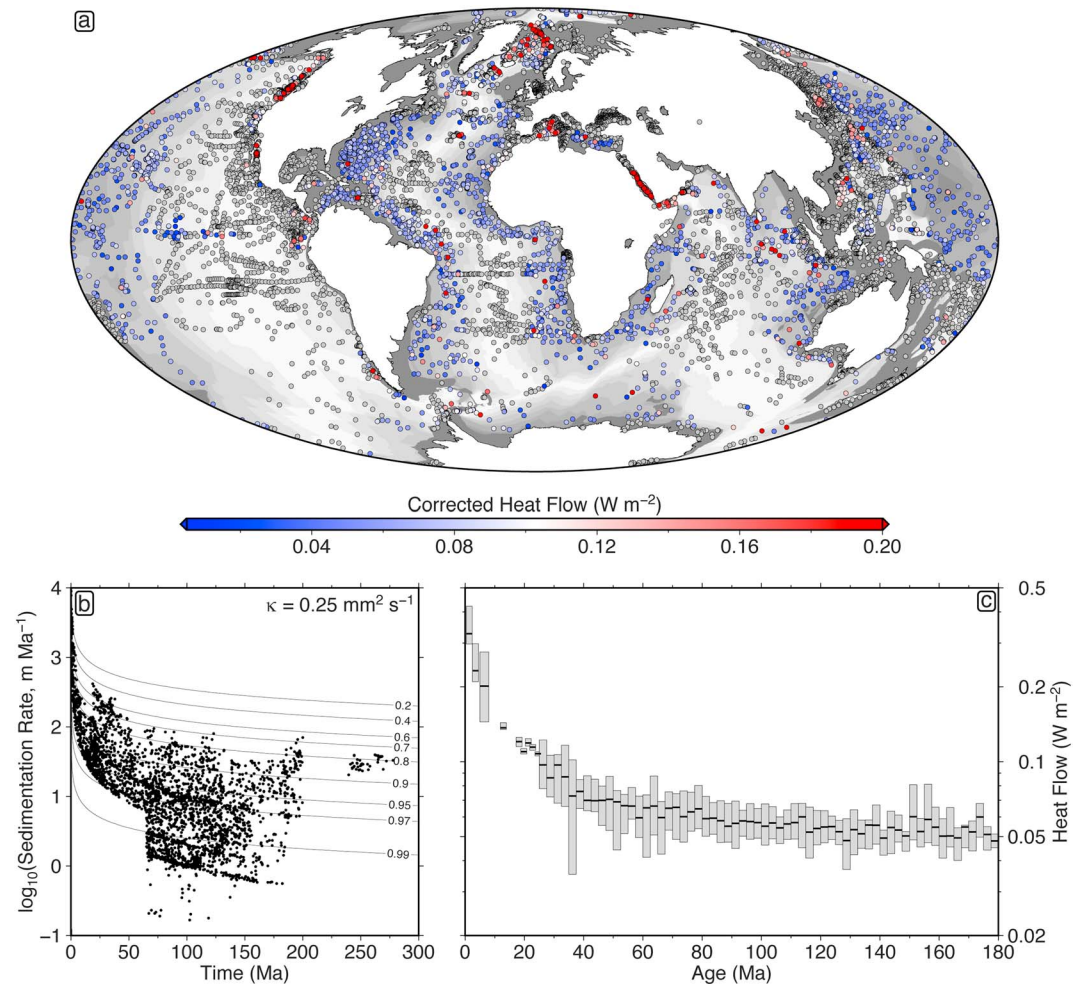 a
Corrected Heat Flow (W m⁻²)
0.04 0.08 0.12 0.16 0.20
b
κ = 0.25 mm² s⁻¹
log₁₀(Sedimentation Rate, m Ma⁻¹)
4
3
2
1
0
−1
0.2
0.4
0.6
0.7
0.8
0.9
0.95
0.97
0.99
0 50 100 150 200 250 300
Time (Ma)
c
0.5
0.2
0.1
0.05
0.02
Heat Flow (W m⁻²)
0 20 40 60 80 100 120 140 160 180
Age (Ma)